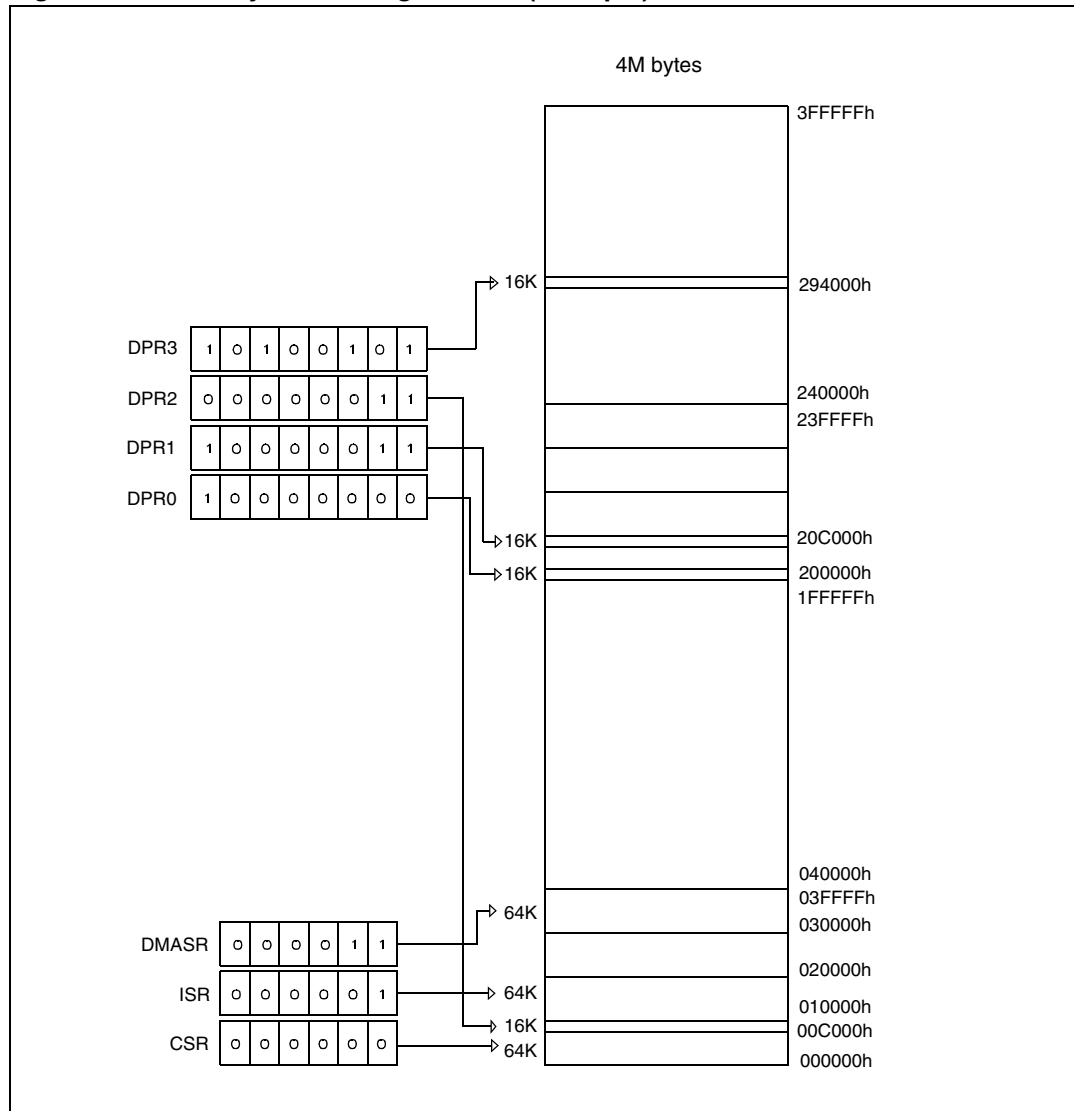 4M bytes
3FFFFFh
16K
294000h
DPR3 1 0 1 0 0 1 0 1
DPR2 0 0 0 0 0 0 1 1
240000h
23FFFFh
DPR1 1 0 0 0 0 0 1 1
DPR0 1 0 0 0 0 0 0 0
16K
20C000h
16K
200000h
1FFFFFh
040000h
03FFFFh
64K
030000h
DMASR 0 0 0 0 1 1
020000h
ISR 0 0 0 0 0 1
64K
010000h
16K
00C000h
CSR 0 0 0 0 0 0
64K
000000h